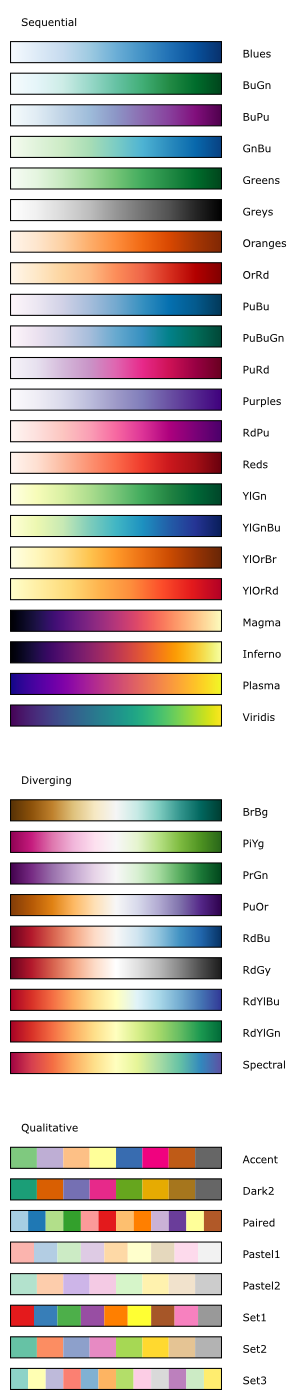 Sequential
Blues
BuGn
BuPu
GnBu
Greens
Greys
Oranges
OrRd
PuBu
PuBuGn
PuRd
Purples
RdPu
Reds
YlGn
YlGnBu
YlOrBr
YlOrRd
Magma
Inferno
Plasma
Viridis
Diverging
BrBg
PiYg
PrGn
PuOr
RdBu
RdGy
RdYlBu
RdYlGn
Spectral
Qualitative
Accent
Dark2
Paired
Pastel1
Pastel2
Set1
Set2
Set3